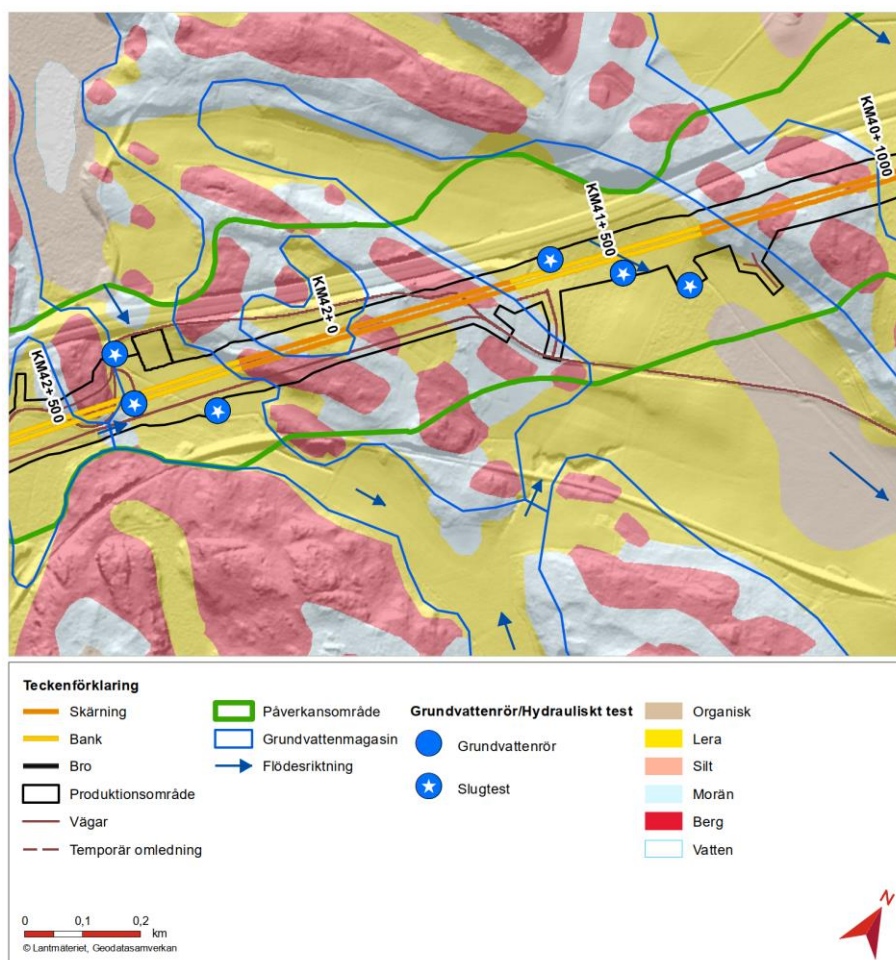 KM40+ 1000
KM41+ 500
KM42+ 0
KM42+ 500
Teckenförklaring
Skärning
Bank
Bro
Produktionsområde
Vägar
Temporär omledning
Påverkansområde
Grundvattenmagasin
Flödesriktning
Grundvattenrör/Hydrauliskt test
Grundvattenrör
Slugtest
Organisk
Lera
Silt
Morän
Berg
Vatten
0 0,1 0,2
km
© Lantmäteriet, Geodatasamverkan
N